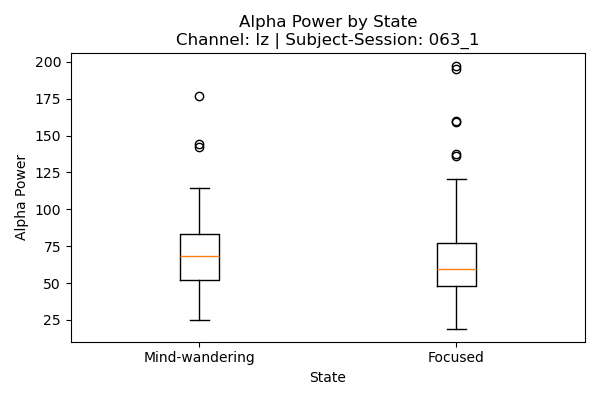 Alpha Power by State
Channel: Iz | Subject-Session: 063_1
200
175
150
125
100
75
50
25
Alpha Power
Mind-wandering
Focused
State